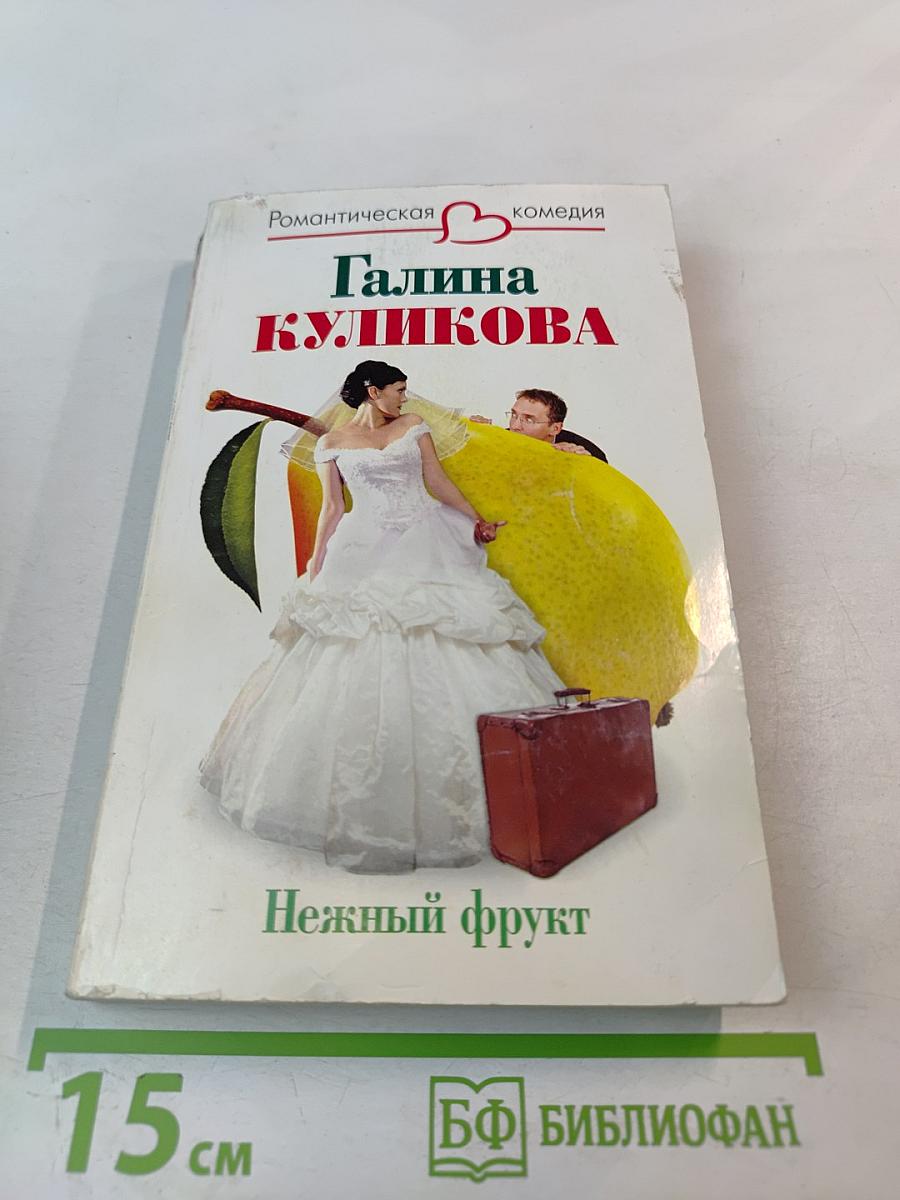 Романтическая комедия
Галина
КУЛИКОВА
Нежный фрукт
15 см
БФ БИБЛИОФАН